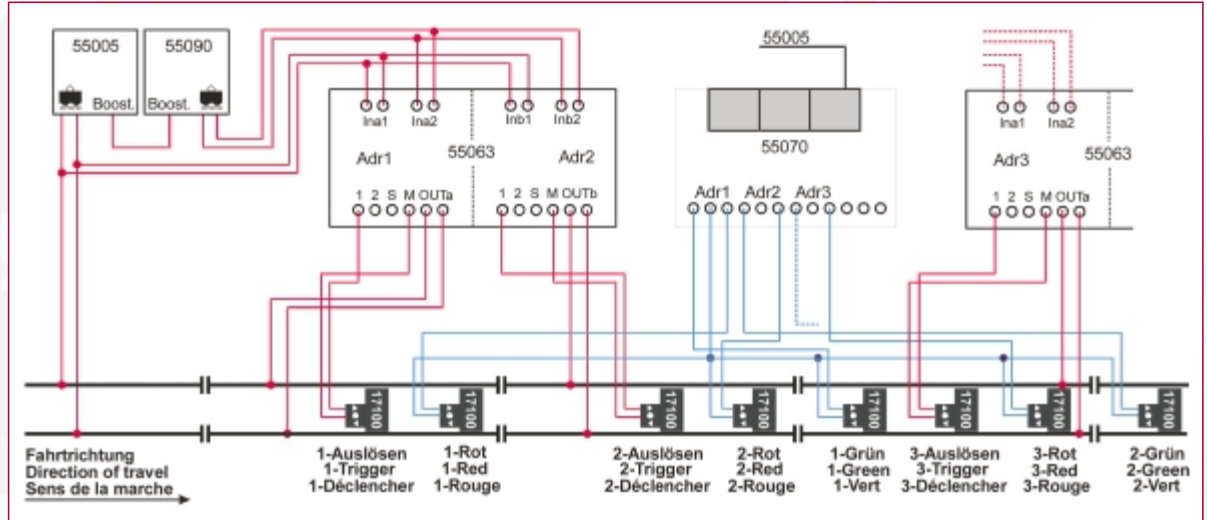 55005
Boost.
55090
Boost.
Ina1 Ina2 Inb1 Inb2
Adr1 55063 Adr2
1 2 S M OUTa
1 2 S M OUTb
55005
55070
Adr1 Adr2 Adr3
Ina1 Ina2
Adr3 55063
1 2 S M OUTa
17100
17100
17100
17100
17100
17100
17100
17100
Fahrtrichtung
Direction of travel
Sens de la marche
1-Auslösen
1-Trigger
1-Déclencher
1-Rot
1-Red
1-Rouge
2-Auslösen
2-Trigger
2-Déclencher
2-Rot
2-Red
2-Rouge
1-Grün
1-Green
1-Vert
3-Auslösen
3-Trigger
3-Déclencher
3-Rot
3-Red
3-Rouge
2-Grün
2-Green
2-Vert